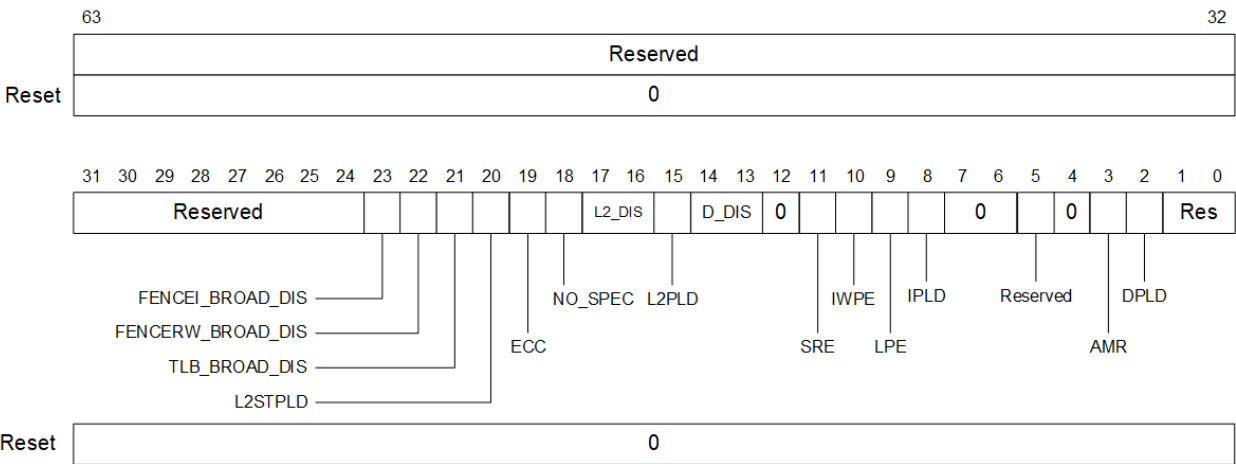 63 32
Reserved
Reset 0
31 30 29 28 27 26 25 24 23 22 21 20 19 18 17 16 15 14 13 12 11 10 9 8 7 6 5 4 3 2 1 0
Reserved L2_DIS D_DIS 0 0 0 Res
FENCEI_BROAD_DIS NO_SPEC L2PLD IWPE IPLD Reserved DPLD
FENCERW_BROAD_DIS
ECC SRE LPE AMR
TLB_BROAD_DIS
L2STPLD
Reset 0